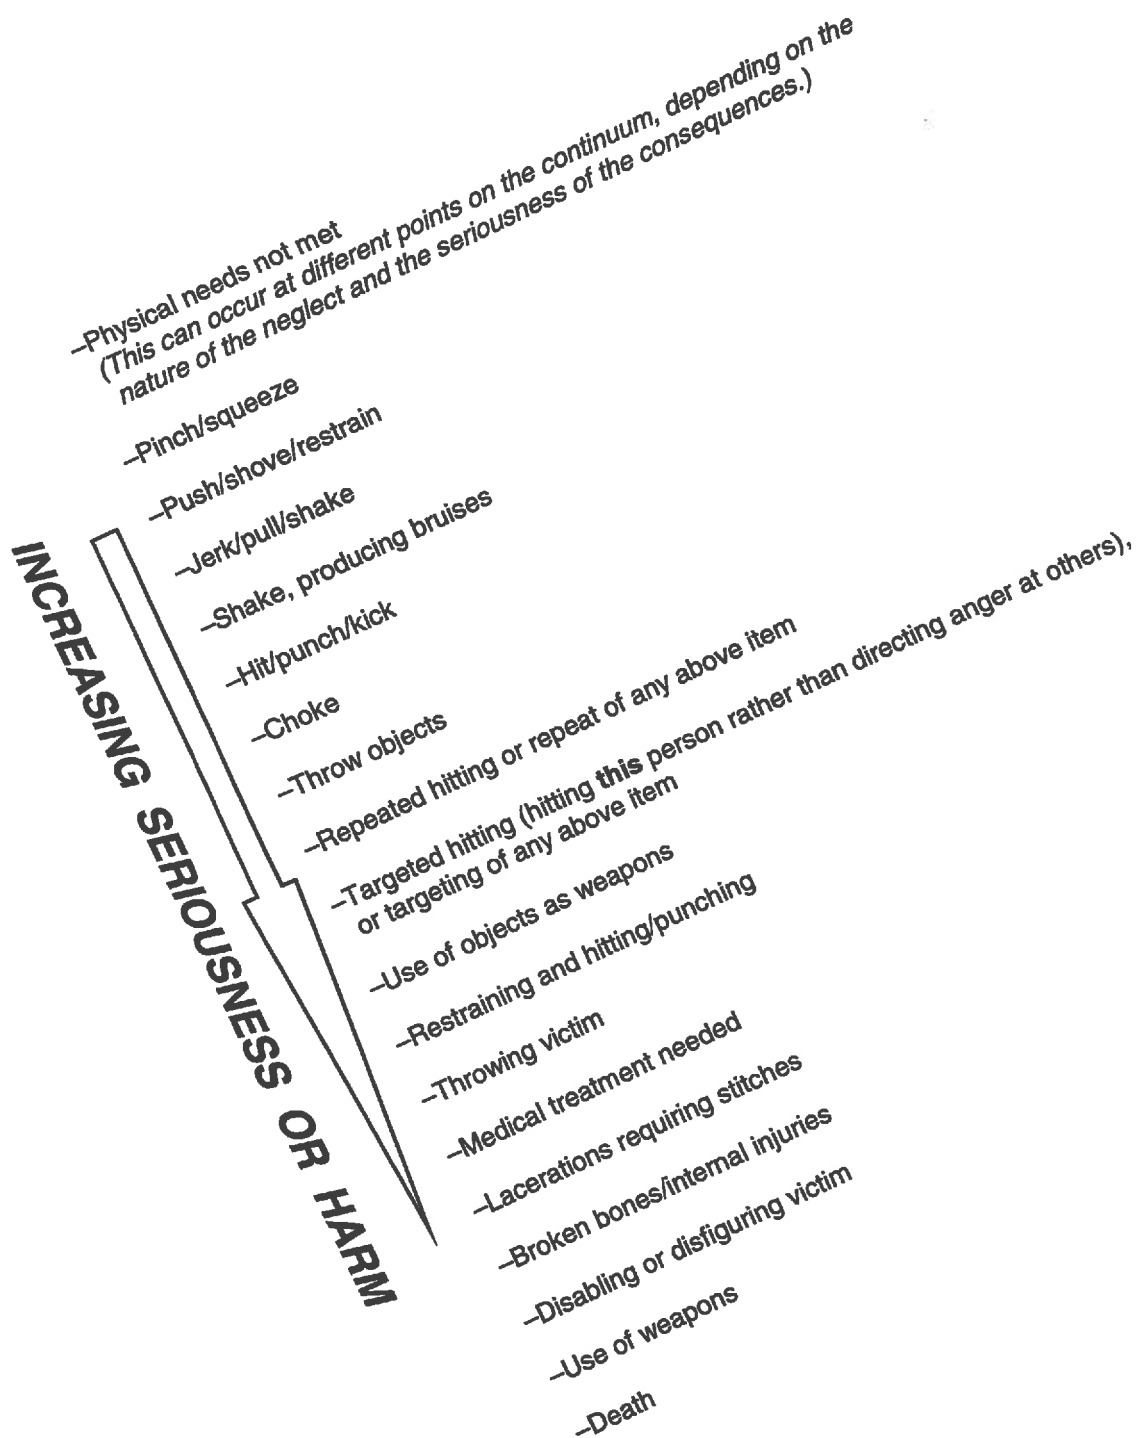 –Physical needs not met
(This can occur at different points on the continuum, depending on the
nature of the neglect and the seriousness of the consequences.)
–Pinch/squeeze
–Push/shove/restrain
–Jerk/pull/shake
–Shake, producing bruises
–Hit/punch/kick
–Choke
–Throw objects
–Repeated hitting or repeat of any above item
–Targeted hitting (hitting this person rather than directing anger at others),
or targeting of any above item
–Use of objects as weapons
–Restraining and hitting/punching
–Throwing victim
–Medical treatment needed
–Lacerations requiring stitches
–Broken bones/internal injuries
–Disabling or disfiguring victim
–Use of weapons
–Death
INCREASING SERIOUSNESS OR HARM